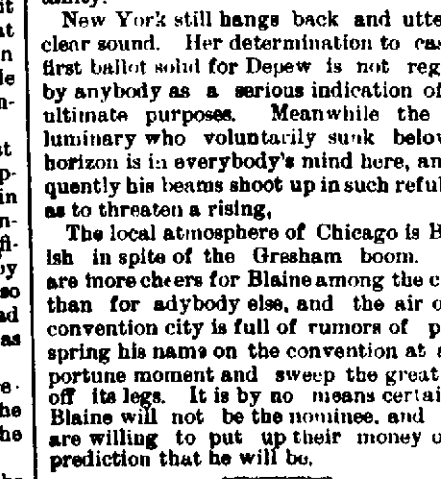 New York still hangs back and utte
clear sound. Her determination to cas
first ballot solid for Depew is not reg
by anybody as a serious indication of
ultimate purposes. Meanwhile the
luminary who voluntarily sunk belov
horizon is in everybody's mind here, an
quently his beams shoot up in such reful
as to threaten a rising,
The local atmosphere of Chicago is B
ish in spite of the Gresham boom.
are more cheers for Blaine among the c
than for adybody else, and the air o
convention city is full of rumors of p
spring his name on the convention at a
portune moment and sweep the great
off its legs. It is by no means certai
Blaine will not be the nominee, and
are willing to put up their money o
prediction that he will be.